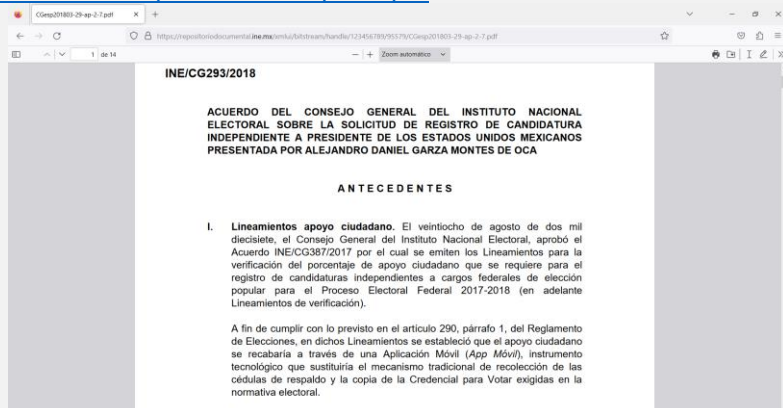 CGesp201803-29-ap-2-7.pdf
https://repositoriodocumental.ine.mx/xmlui/bitstream/handle/123456789/95579/CGesp201803-29-ap-2-7.pdf
1 de 14
Zoom automático
INE/CG293/2018
ACUERDO DEL CONSEJO GENERAL DEL INSTITUTO NACIONAL
ELECTORAL SOBRE LA SOLICITUD DE REGISTRO DE CANDIDATURA
INDEPENDIENTE A PRESIDENTE DE LOS ESTADOS UNIDOS MEXICANOS
PRESENTADA POR ALEJANDRO DANIEL GARZA MONTES DE OCA
A N T E C E D E N T E S
I. Lineamientos apoyo ciudadano. El veintiocho de agosto de dos mil
diecisiete, el Consejo General del Instituto Nacional Electoral, aprobó el
Acuerdo INE/CG387/2017 por el cual se emiten los Lineamientos para la
verificación del porcentaje de apoyo ciudadano que se requiere para el
registro de candidaturas independientes a cargos federales de elección
popular para el Proceso Electoral Federal 2017-2018 (en adelante
Lineamientos de verificación).
A fin de cumplir con lo previsto en el artículo 290, párrafo 1, del Reglamento
de Elecciones, en dichos Lineamientos se estableció que el apoyo ciudadano
se recabaría a través de una Aplicación Móvil (App Móvil), instrumento
tecnológico que sustituiría el mecanismo tradicional de recolección de las
cédulas de respaldo y la copia de la Credencial para Votar exigidas en la
normativa electoral.